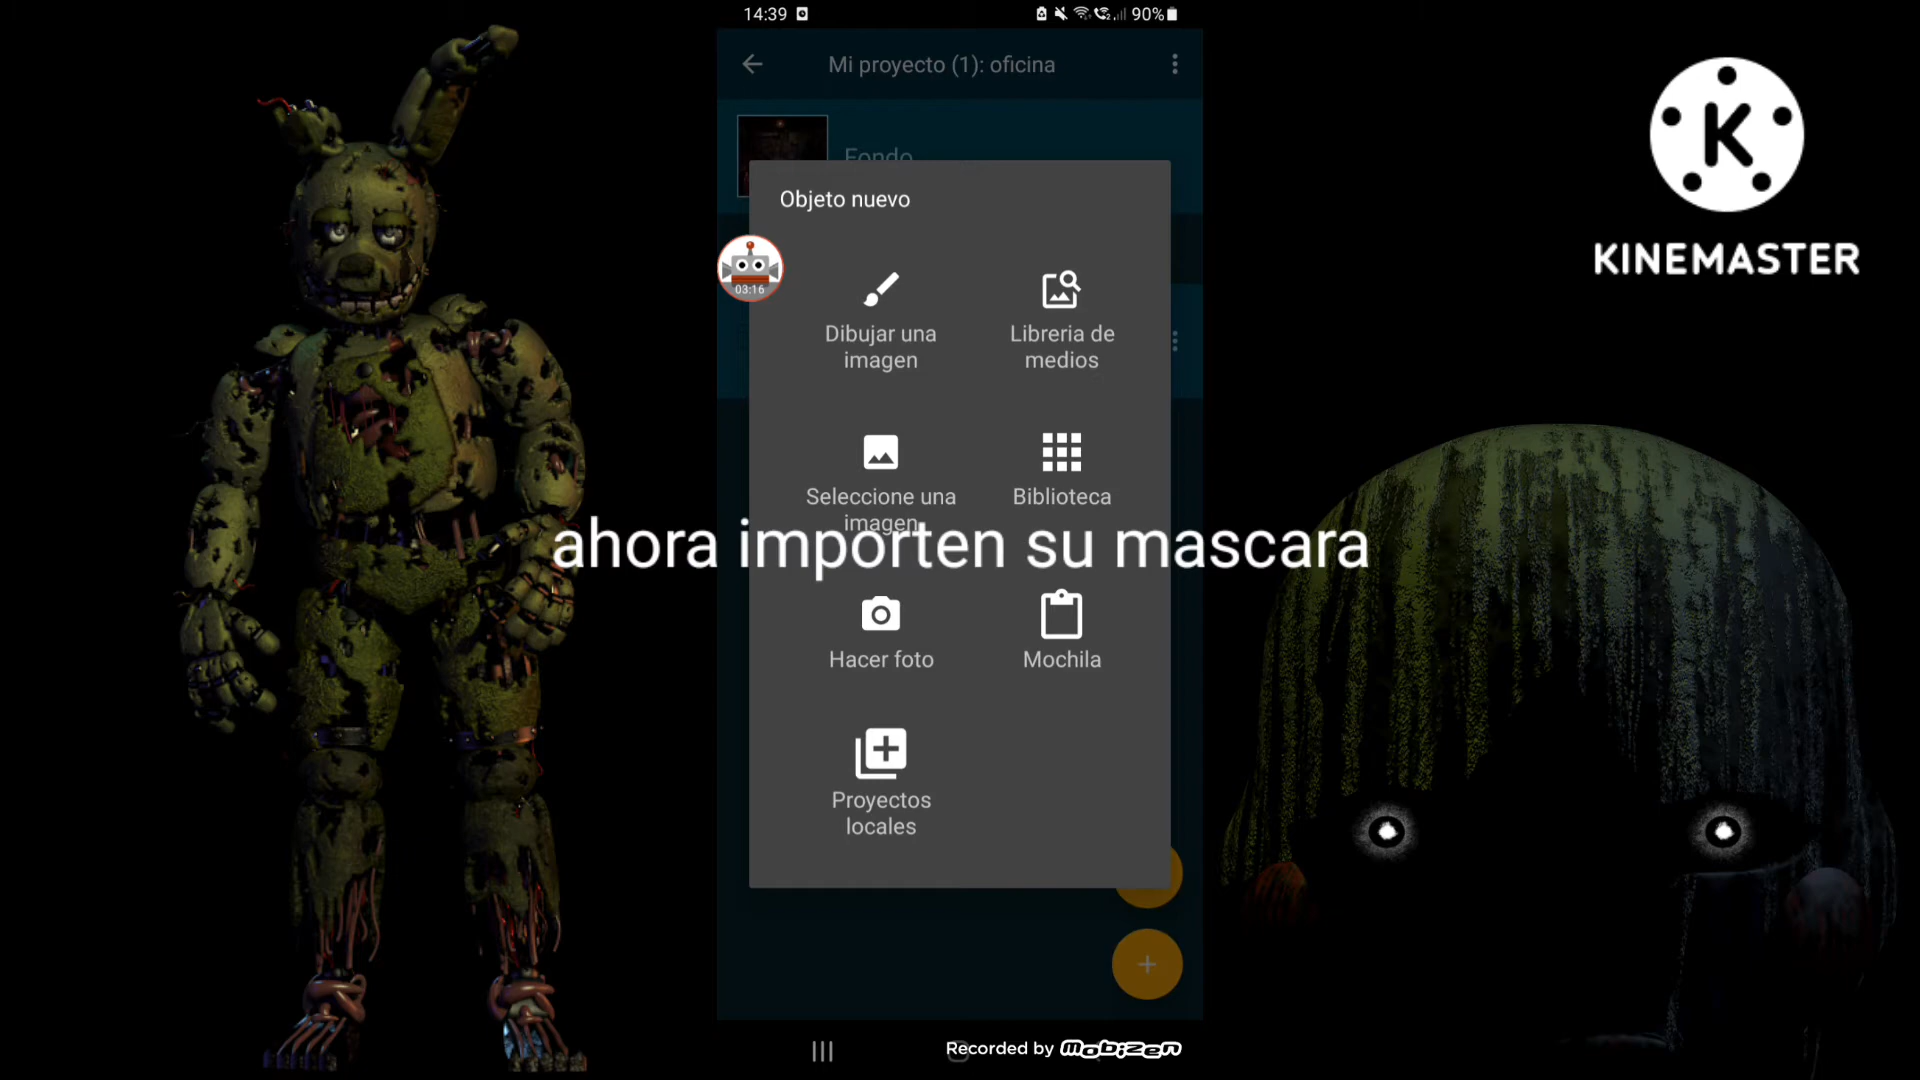 14:39
90%
Mi proyecto (1): oficina
Fondo
Objeto nuevo
03:16
Dibujar una
imagen
Libreria de
medios
Seleccione una
imagen
Biblioteca
ahora importen su mascara
Hacer foto
Mochila
Proyectos
locales
Recorded by Mobizen
K
KINEMASTER